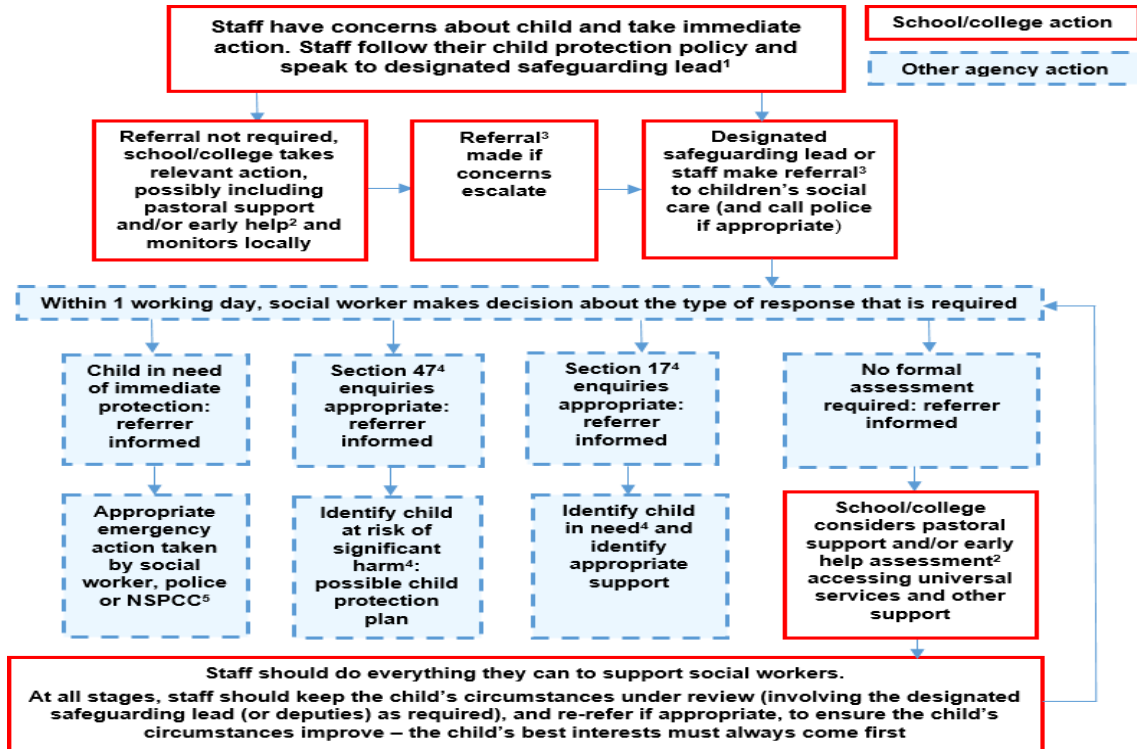 Staff have concerns about child and take immediate
action. Staff follow their child protection policy and
speak to designated safeguarding lead¹
School/college action
Other agency action
Referral not required,
school/college takes
relevant action,
possibly including
pastoral support
and/or early help² and
monitors locally
Referral³
made if
concerns
escalate
Designated
safeguarding lead or
staff make referral³
to children's social
care (and call police
if appropriate)
Within 1 working day, social worker makes decision about the type of response that is required
Child in need
of immediate
protection:
referrer
informed
Section 47⁴
enquiries
appropriate:
referrer
informed
Section 17⁴
enquiries
appropriate:
referrer
informed
No formal
assessment
required: referrer
informed
Appropriate
emergency
action taken
by social
worker, police
or NSPCC⁵
Identify child
at risk of
significant
harm⁴:
possible child
protection
plan
Identify child
in need⁴ and
identify
appropriate
support
School/college
considers pastoral
support and/or early
help assessment²
accessing universal
services and other
support
Staff should do everything they can to support social workers.
At all stages, staff should keep the child's circumstances under review (involving the designated
safeguarding lead (or deputies) as required), and re-refer if appropriate, to ensure the child's
circumstances improve – the child's best interests must always come first